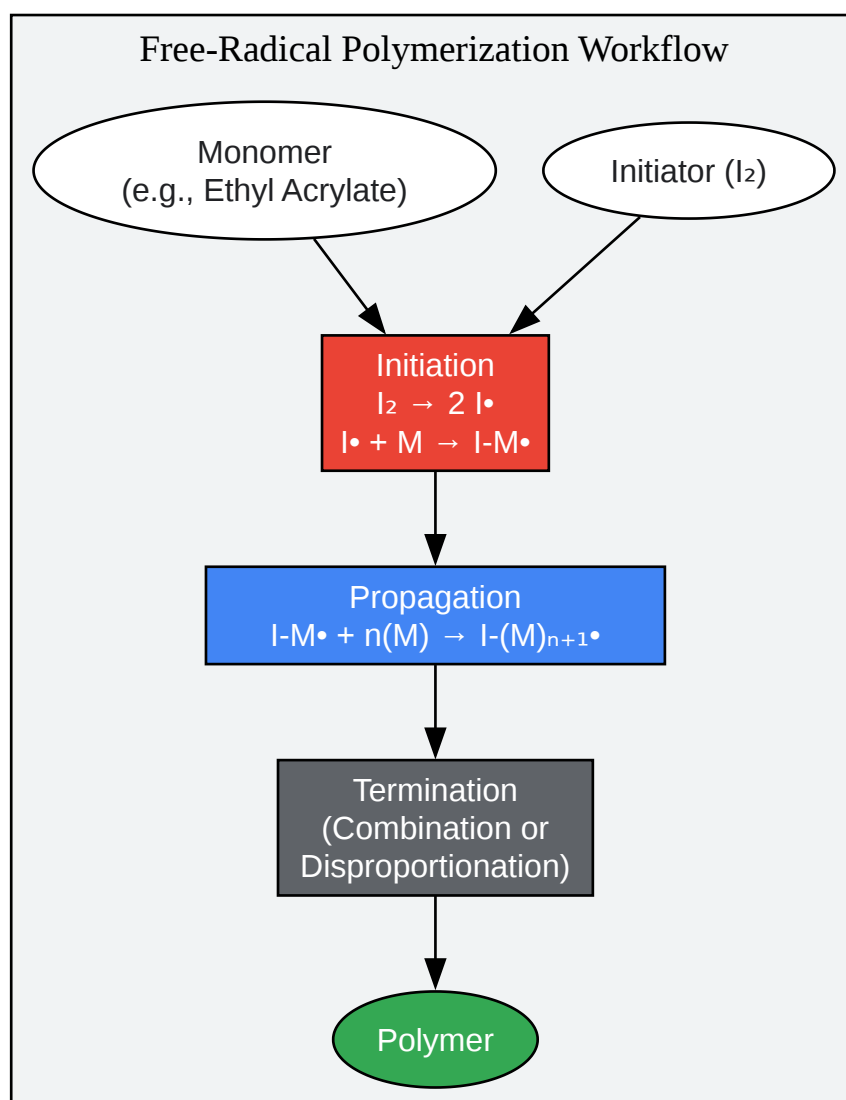 Free-Radical Polymerization Workflow
Monomer
(e.g., Ethyl Acrylate)
Initiator (I₂)
Initiation
I₂ → 2 I•
I• + M → I-M•
Propagation
I-M• + n(M) → I-(M)ₙ₊₁•
Termination
(Combination or
Disproportionation)
Polymer